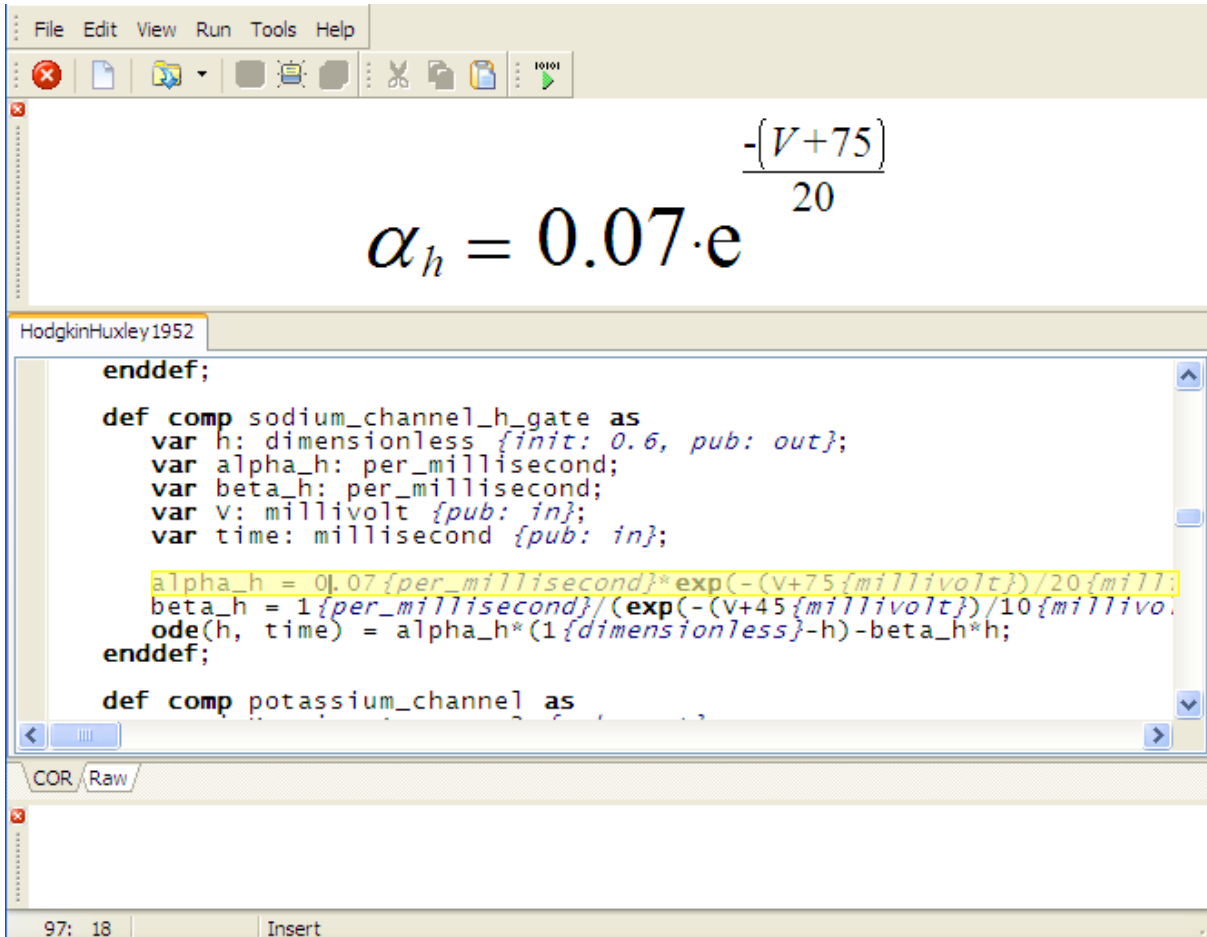 File Edit View Run Tools Help
10101
-(V+75)
20
α_h = 0.07·e
HodgkinHuxley1952
enddef;
def comp sodium_channel_h_gate as
var h: dimensionless {init: 0.6, pub: out};
var alpha_h: per_millisecond;
var beta_h: per_millisecond;
var V: millivolt {pub: in};
var time: millisecond {pub: in};
alpha_h = 0.07{per_millisecond}*exp(-(V+75{millivolt})/20{milli
beta_h = 1{per_millisecond}/(exp(-(V+45{millivolt})/10{millivo
ode(h, time) = alpha_h*(1{dimensionless}-h)-beta_h*h;
enddef;
def comp potassium_channel as
COR Raw
97: 18 Insert